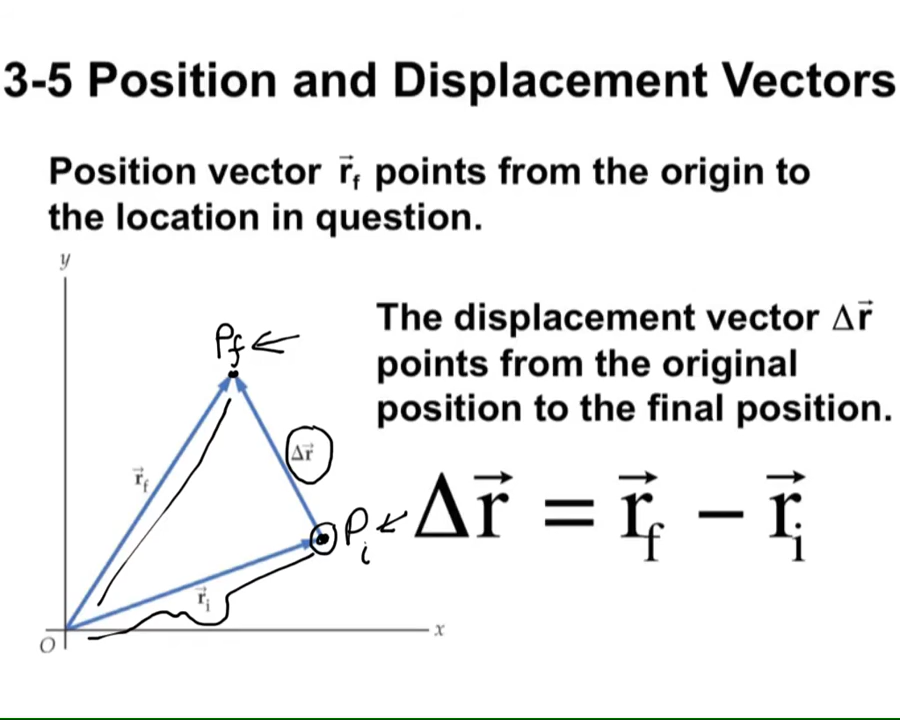 3-5 Position and Displacement Vectors
Position vector r⃗f points from the origin to
the location in question.
y
The displacement vector Δr⃗
points from the original
position to the final position.
Pf ←
Δr⃗
r⃗f
Pi ←
Δr⃗ = r⃗f − r⃗i
r⃗i
O
x